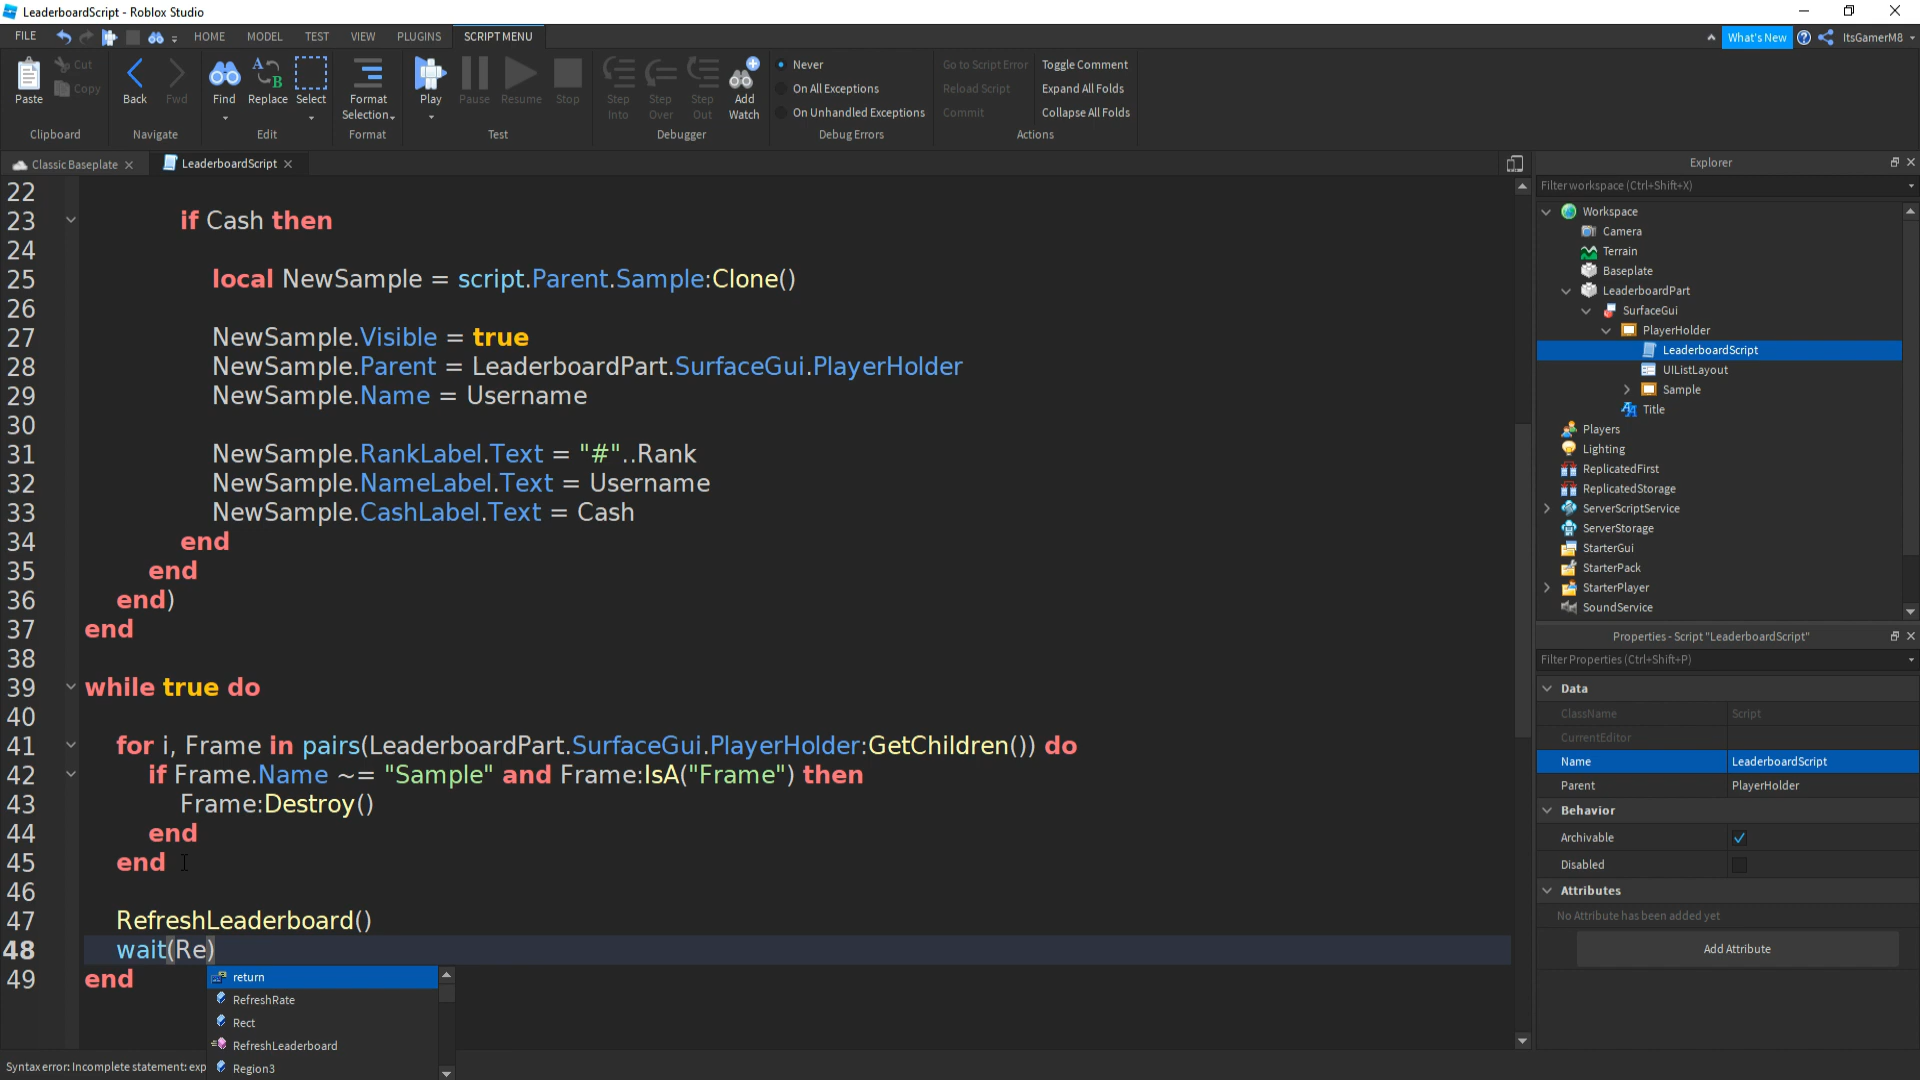 LeaderboardScript - Roblox Studio
FILE HOME MODEL TEST VIEW PLUGINS SCRIPT MENU What's New ItsGamerM8
Paste Cut Copy Back Fwd Find Replace Select Format Selection Play Pause Resume Stop Step Into Step Over Step Out Add Watch
Never
On All Exceptions
On Unhandled Exceptions
Go to Script Error
Reload Script
Commit
Toggle Comment
Expand All Folds
Collapse All Folds
Clipboard Navigate Edit Format Test Debugger Debug Errors Actions
Classic Baseplate LeaderboardScript
22
23 if Cash then
24
25 local NewSample = script.Parent.Sample:Clone()
26
27 NewSample.Visible = true
28 NewSample.Parent = LeaderboardPart.SurfaceGui.PlayerHolder
29 NewSample.Name = Username
30
31 NewSample.RankLabel.Text = "#"..Rank
32 NewSample.NameLabel.Text = Username
33 NewSample.CashLabel.Text = Cash
34 end
35 end
36 end)
37 end
38
39 while true do
40
41 for i, Frame in pairs(LeaderboardPart.SurfaceGui.PlayerHolder:GetChildren()) do
42 if Frame.Name ~= "Sample" and Frame:IsA("Frame") then
43 Frame:Destroy()
44 end
45 end
46
47 RefreshLeaderboard()
48 wait(Re)
49 end
return
RefreshRate
Rect
RefreshLeaderboard
Region3
Syntax error: Incomplete statement: exp
Explorer
Filter workspace (Ctrl+Shift+X)
Workspace
Camera
Terrain
Baseplate
LeaderboardPart
SurfaceGui
PlayerHolder
LeaderboardScript
UIListLayout
Sample
Title
Players
Lighting
ReplicatedFirst
ReplicatedStorage
ServerScriptService
ServerStorage
StarterGui
StarterPack
StarterPlayer
SoundService
Properties - Script "LeaderboardScript"
Filter Properties (Ctrl+Shift+P)
Data
ClassName Script
CurrentEditor
Name LeaderboardScript
Parent PlayerHolder
Behavior
Archivable
Disabled
Attributes
No Attribute has been added yet
Add Attribute